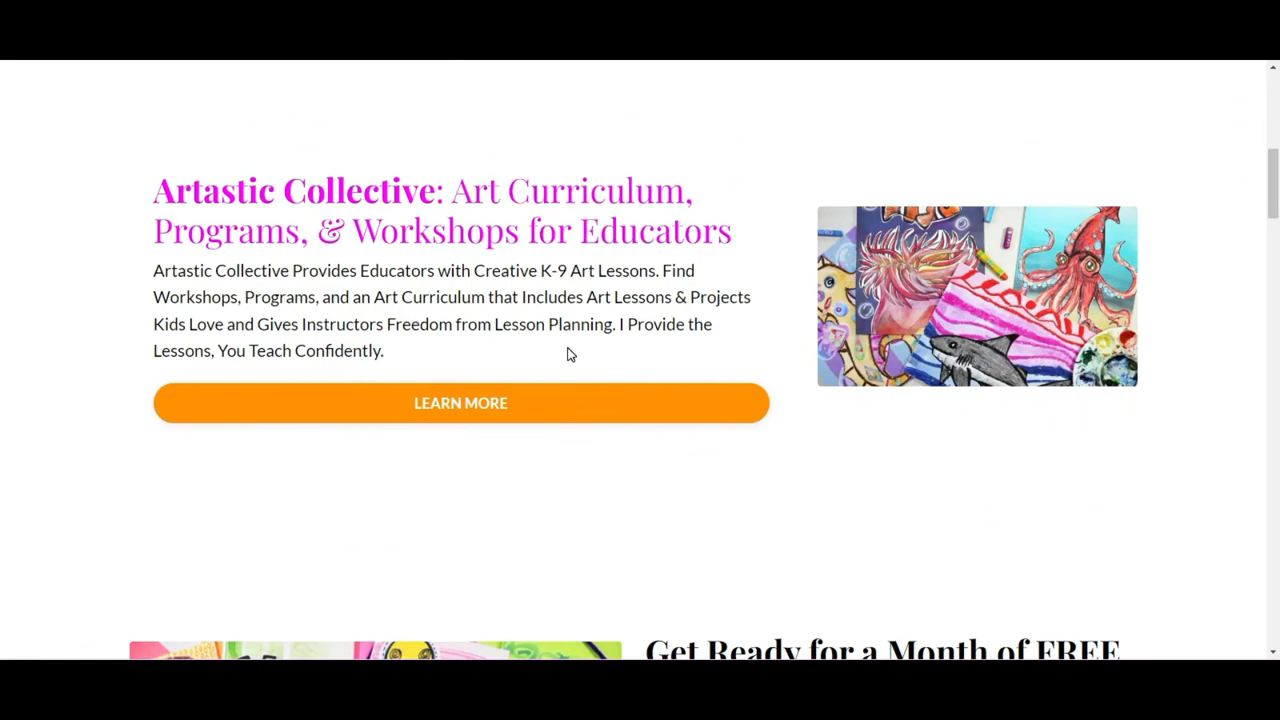 Artastic Collective: Art Curriculum,
Programs, & Workshops for Educators
Artastic Collective Provides Educators with Creative K-9 Art Lessons. Find
Workshops, Programs, and an Art Curriculum that Includes Art Lessons & Projects
Kids Love and Gives Instructors Freedom from Lesson Planning. I Provide the
Lessons, You Teach Confidently.
LEARN MORE
Get Ready for a Month of FREE